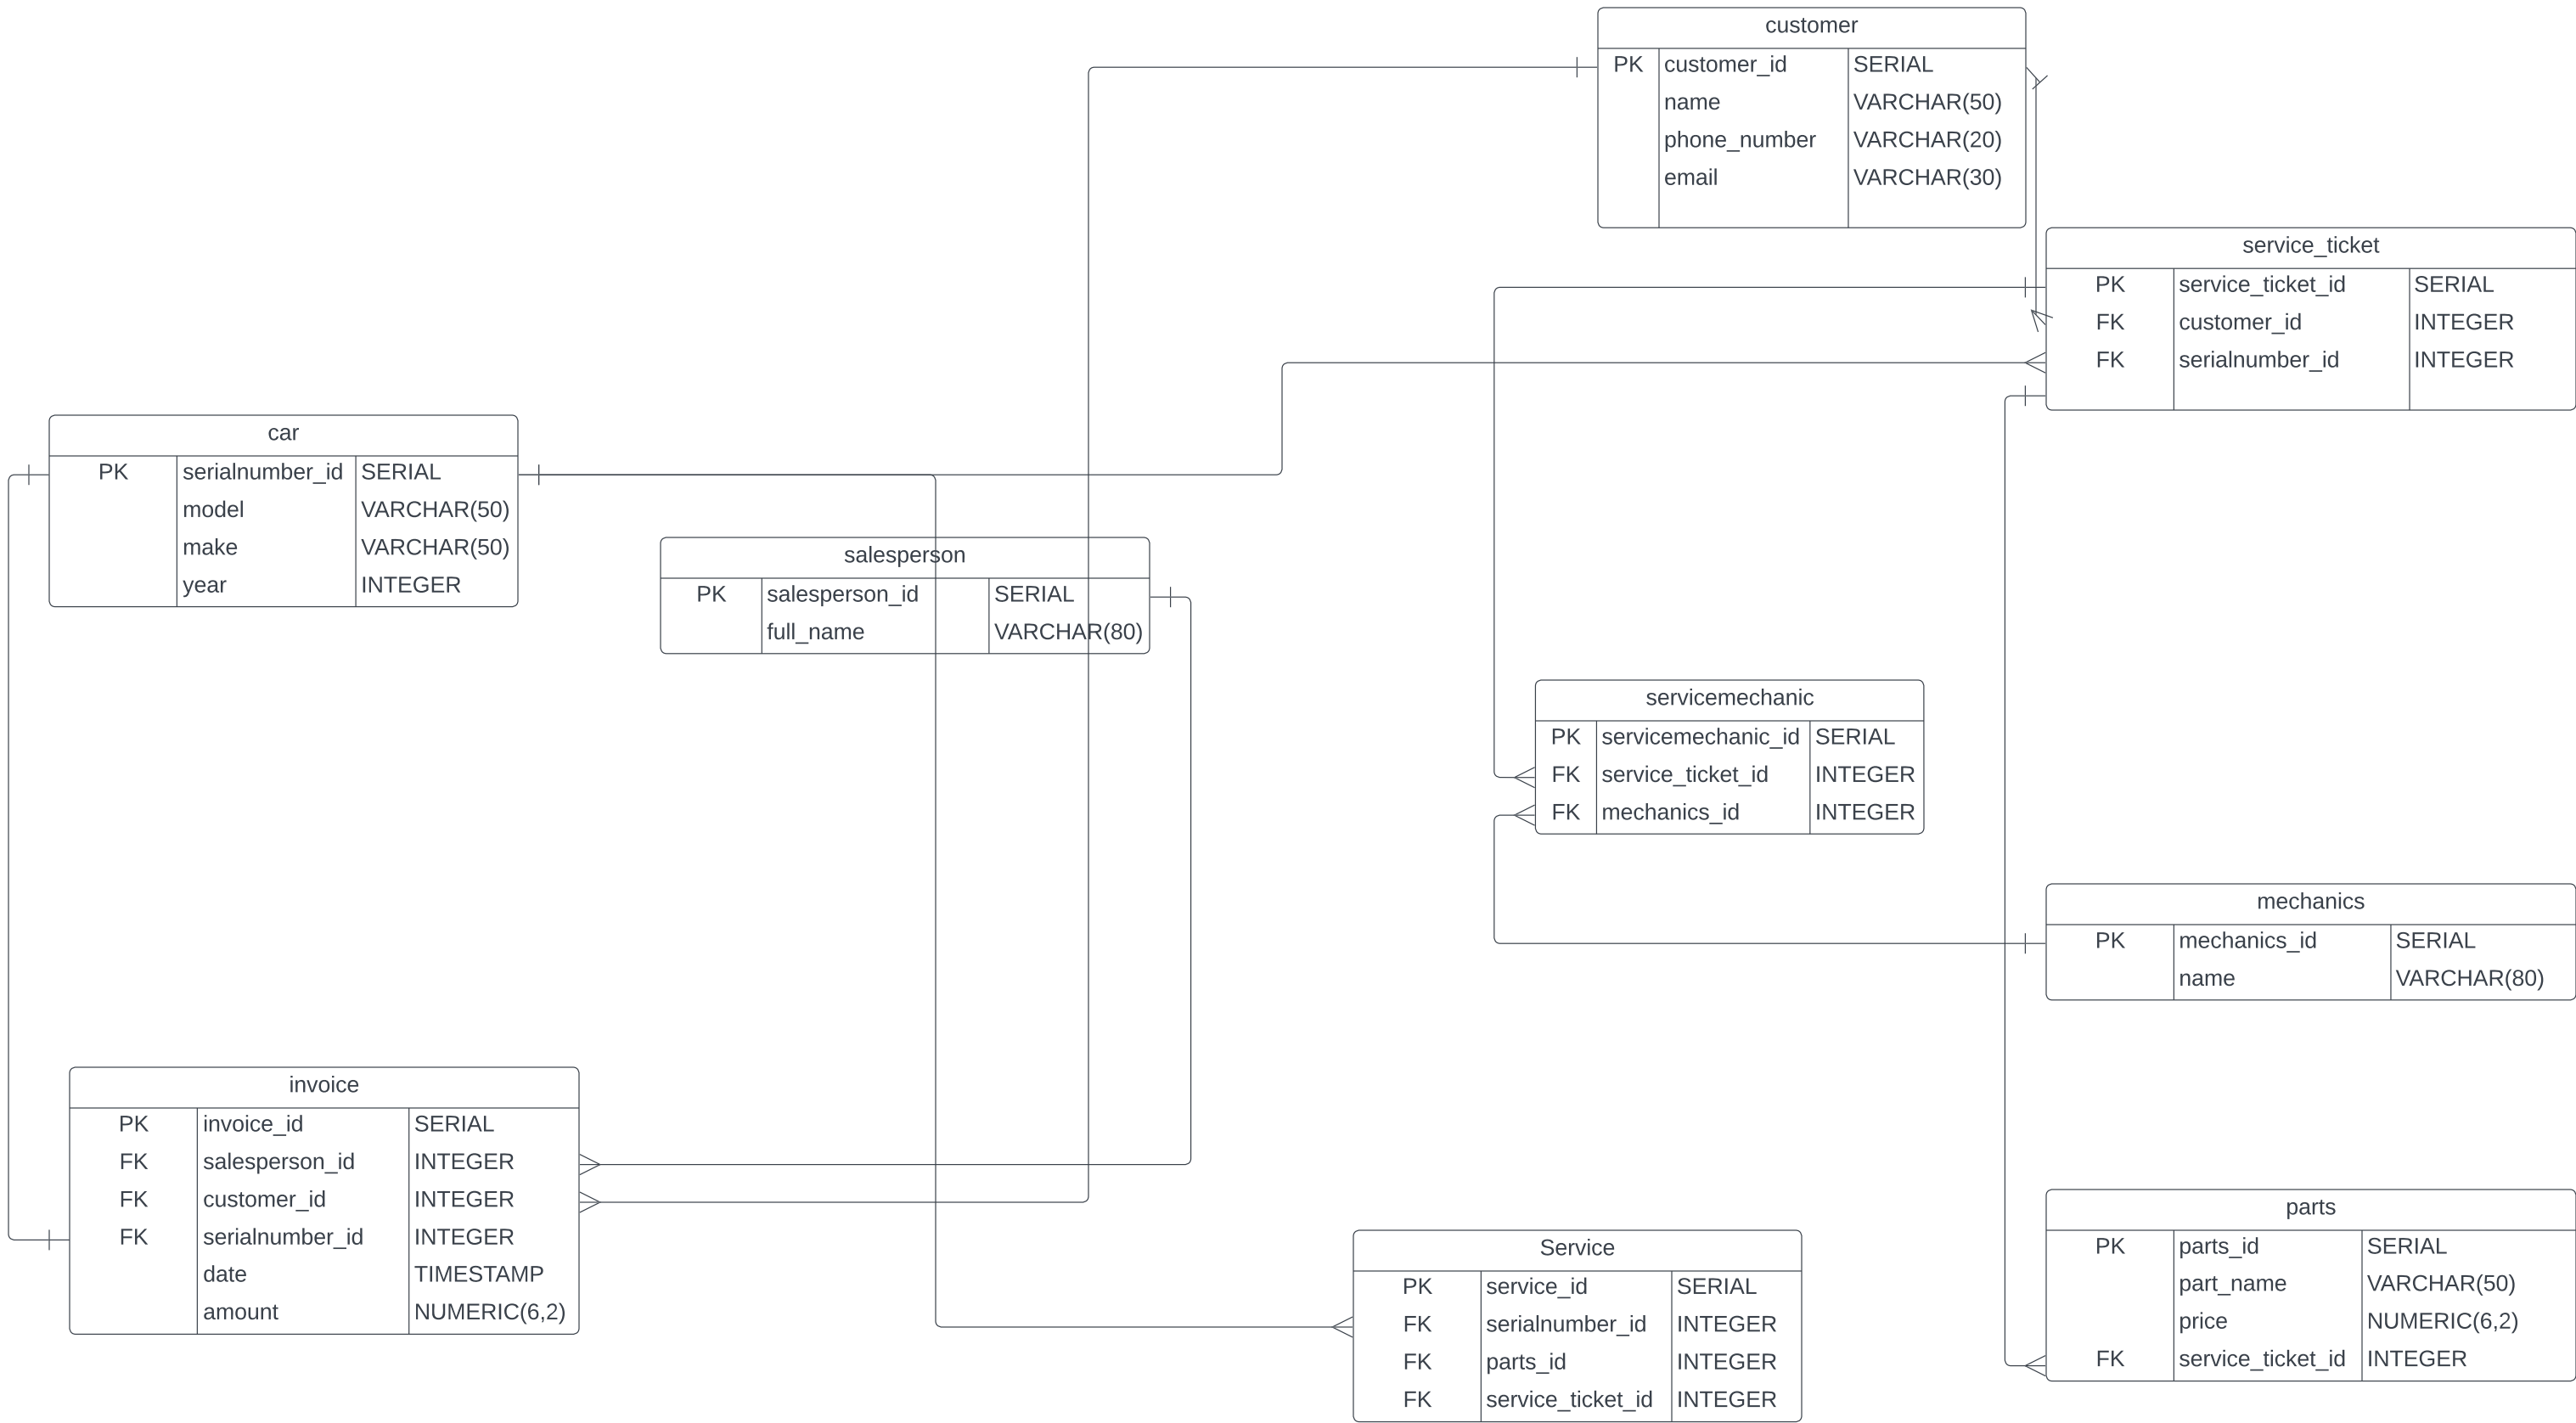 customer
PK customer_id SERIAL
name VARCHAR(50)
phone_number VARCHAR(20)
email VARCHAR(30)
service_ticket
PK service_ticket_id SERIAL
FK customer_id INTEGER
FK serialnumber_id INTEGER
car
PK serialnumber_id SERIAL
model VARCHAR(50)
make VARCHAR(50)
year INTEGER
salesperson
PK salesperson_id SERIAL
full_name VARCHAR(80)
servicemechanic
PK servicemechanic_id SERIAL
FK service_ticket_id INTEGER
FK mechanics_id INTEGER
mechanics
PK mechanics_id SERIAL
name VARCHAR(80)
invoice
PK invoice_id SERIAL
FK salesperson_id INTEGER
FK customer_id INTEGER
FK serialnumber_id INTEGER
date TIMESTAMP
amount NUMERIC(6,2)
Service
PK service_id SERIAL
FK serialnumber_id INTEGER
FK parts_id INTEGER
FK service_ticket_id INTEGER
parts
PK parts_id SERIAL
part_name VARCHAR(50)
price NUMERIC(6,2)
FK service_ticket_id INTEGER